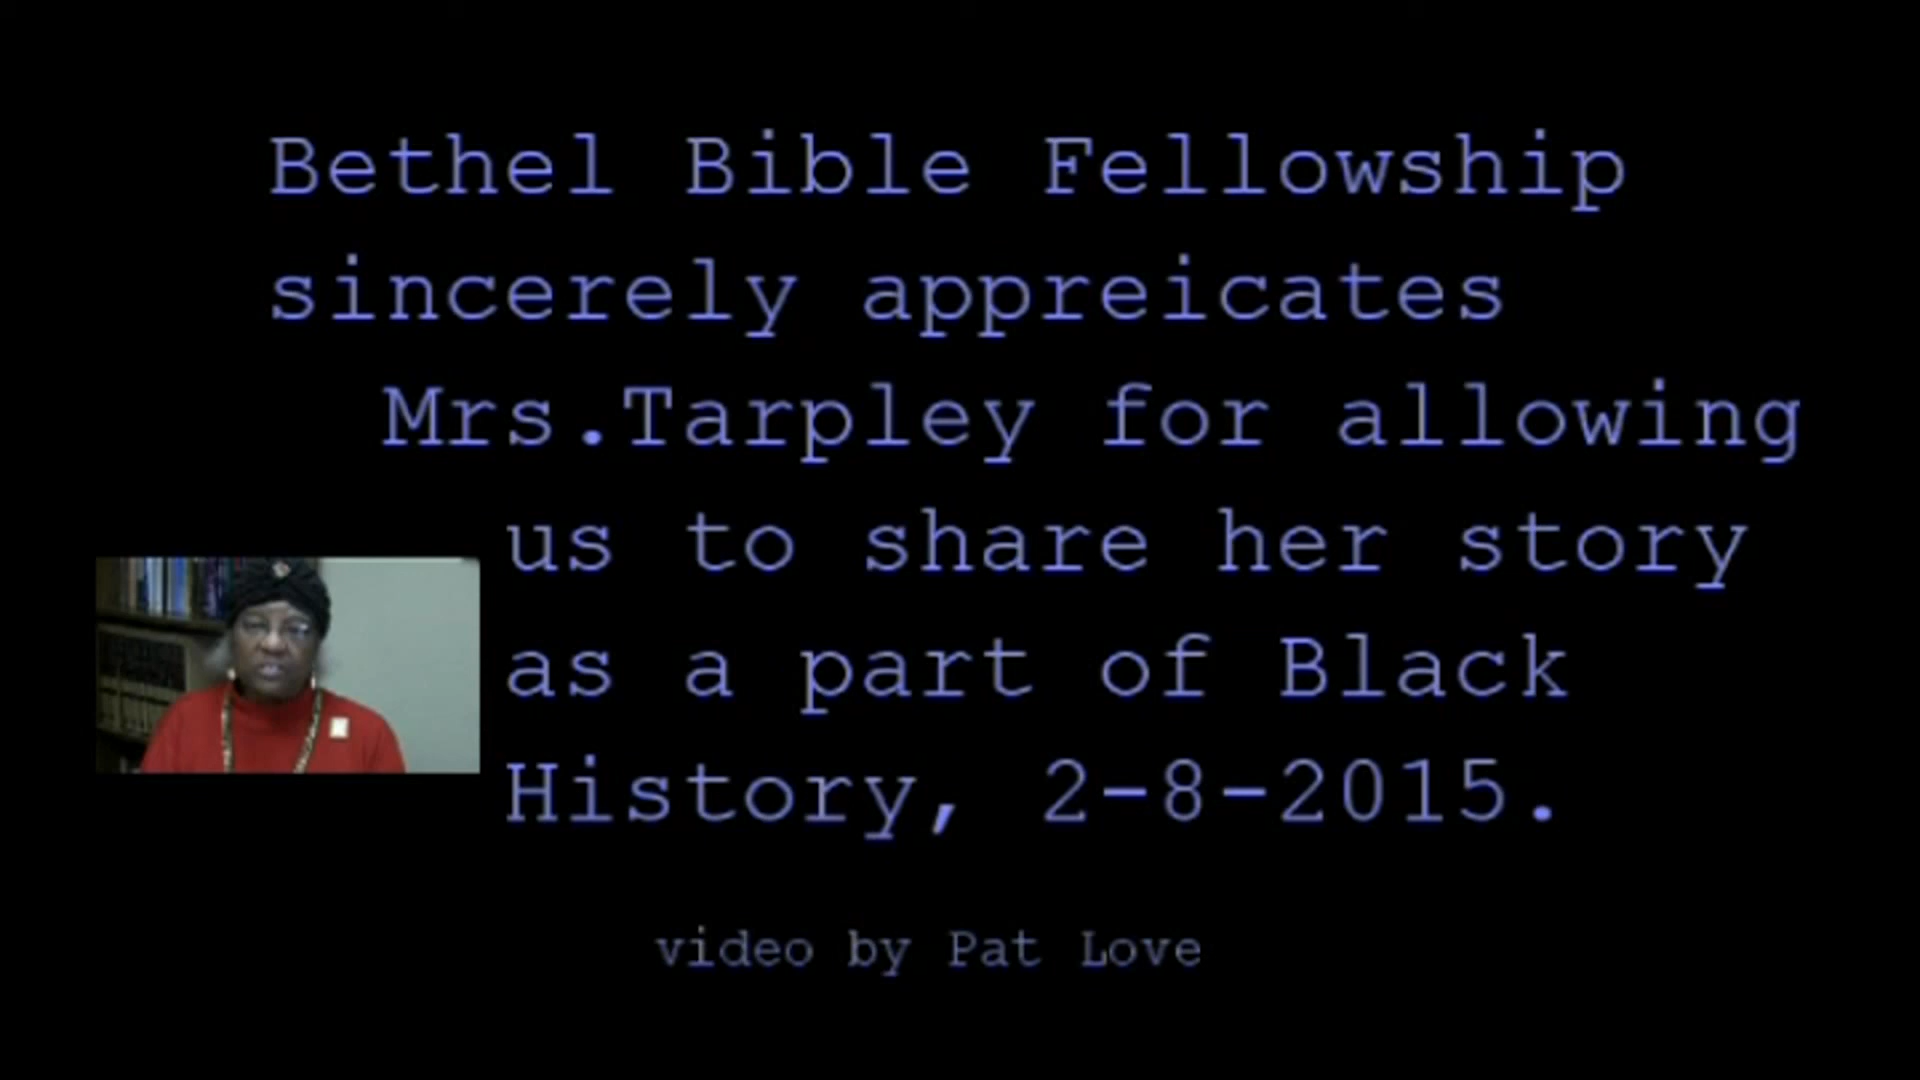 Bethel Bible Fellowship
sincerely appreicates
Mrs.Tarpley for allowing
us to share her story
as a part of Black
History, 2-8-2015.
video by Pat Love